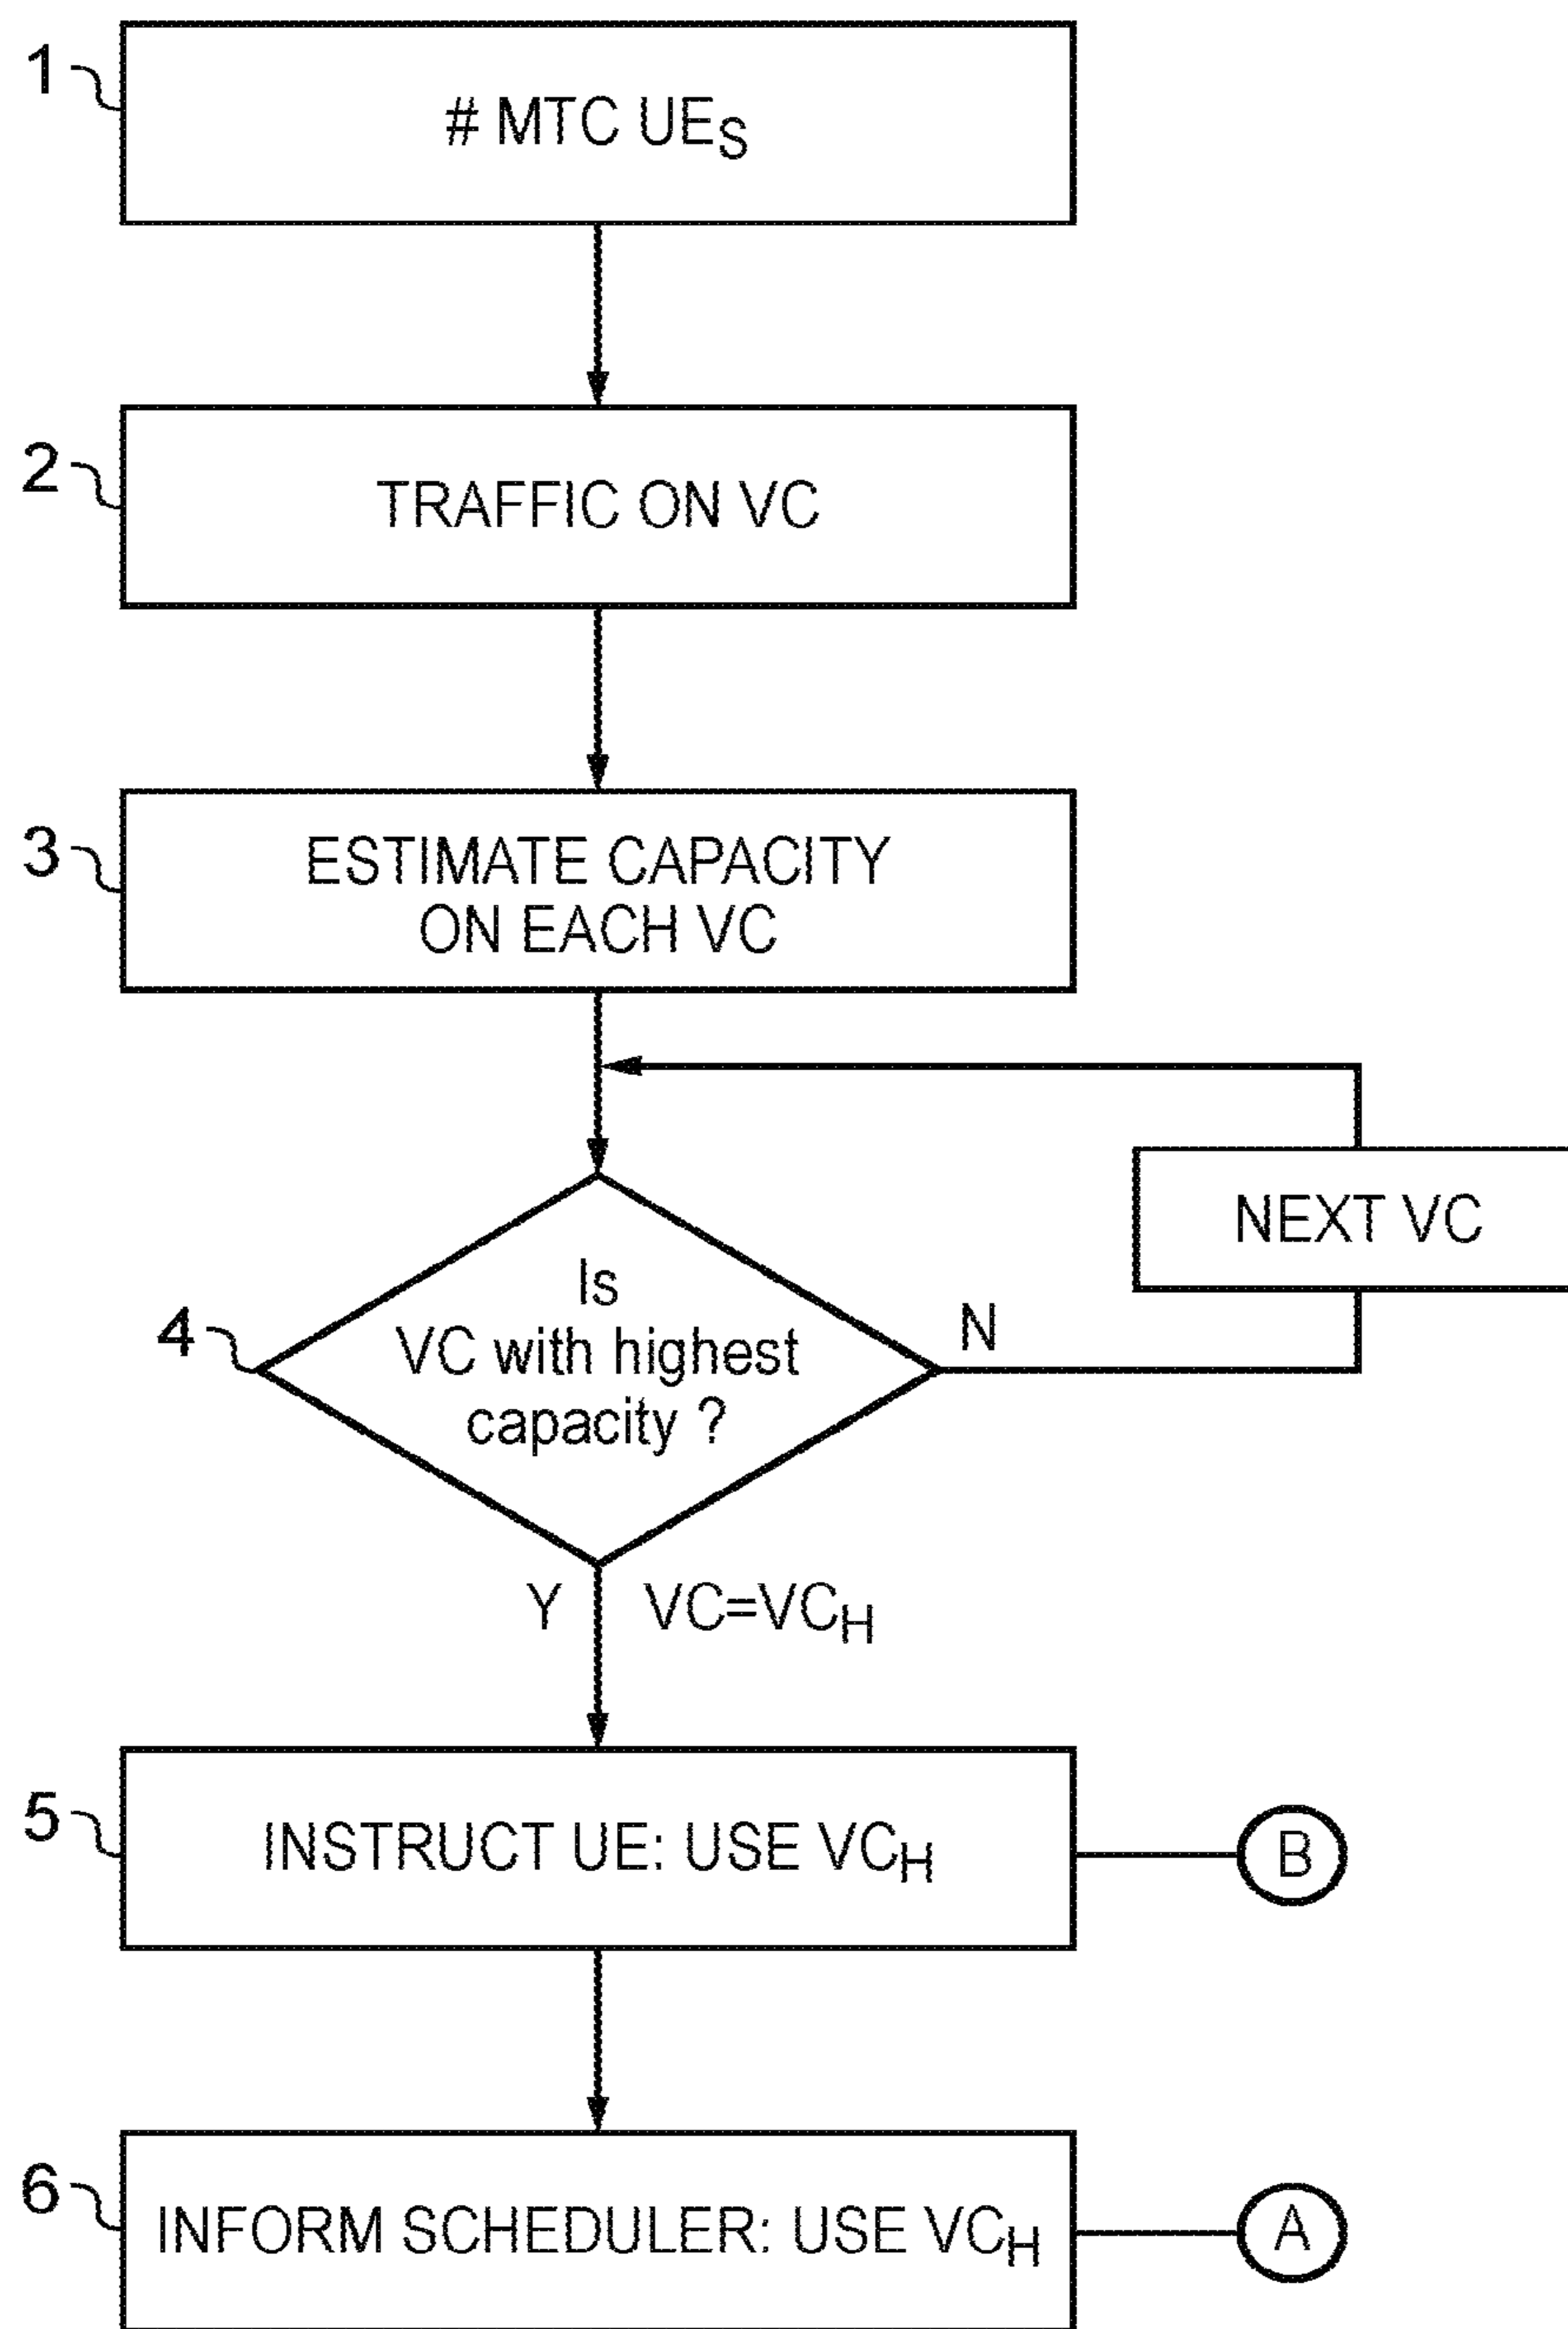 1
# MTC UES
2
TRAFFIC ON VC
3
ESTIMATE CAPACITY
ON EACH VC
NEXT VC
4
Is
VC with highest
capacity ?
N
Y
VC=VCH
5
INSTRUCT UE: USE VCH
B
6
INFORM SCHEDULER: USE VCH
A